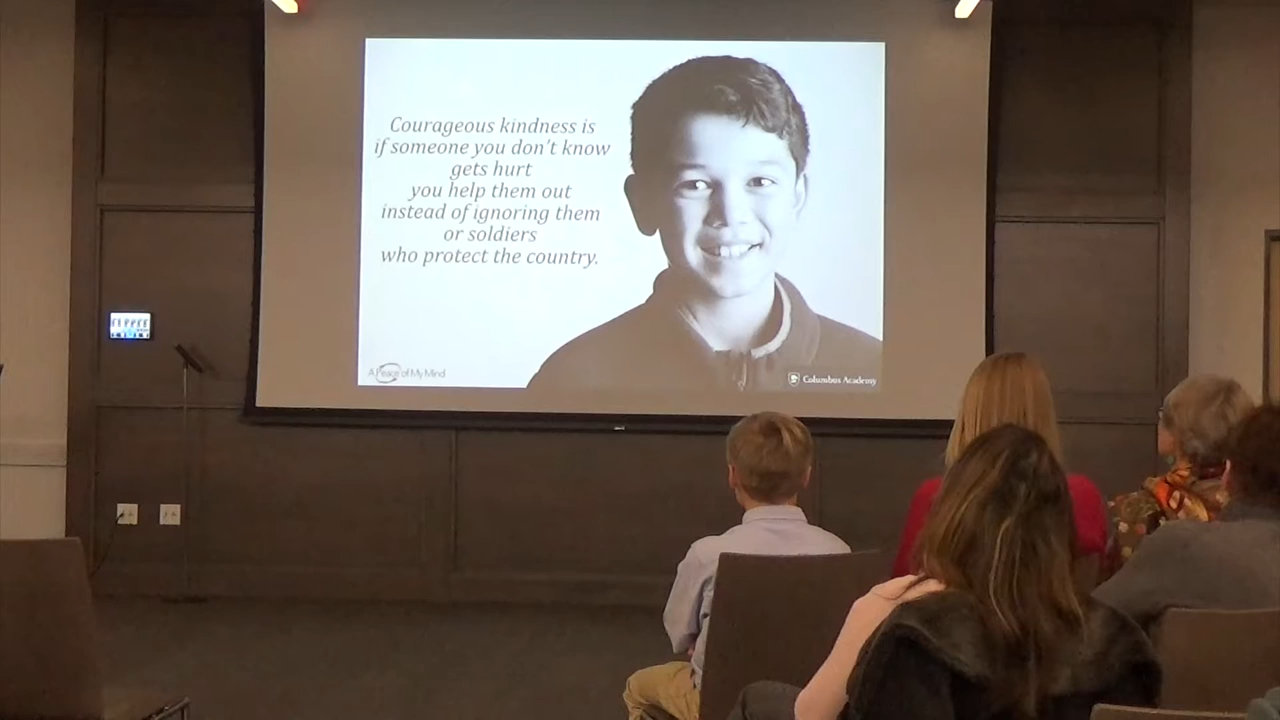 Courageous kindness is
if someone you don't know
gets hurt
you help them out
instead of ignoring them
or soldiers
who protect the country.
A Peace of My Mind
Columbus Academy